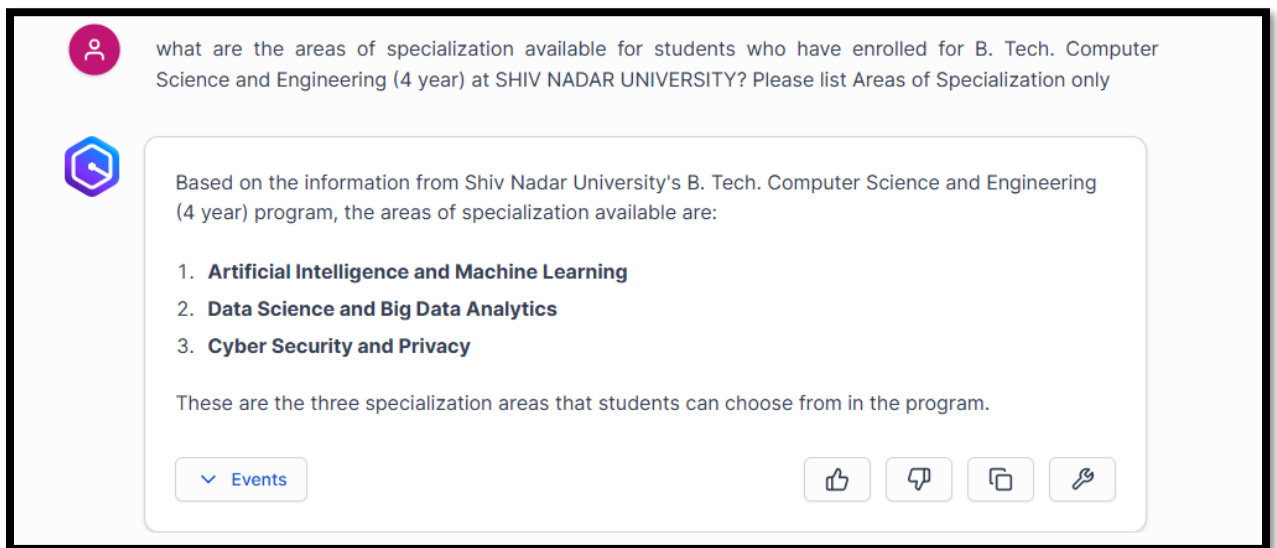 what are the areas of specialization available for students who have enrolled for B. Tech. Computer
Science and Engineering (4 year) at SHIV NADAR UNIVERSITY? Please list Areas of Specialization only
Based on the information from Shiv Nadar University's B. Tech. Computer Science and Engineering
(4 year) program, the areas of specialization available are:
1. Artificial Intelligence and Machine Learning
2. Data Science and Big Data Analytics
3. Cyber Security and Privacy
These are the three specialization areas that students can choose from in the program.
Events